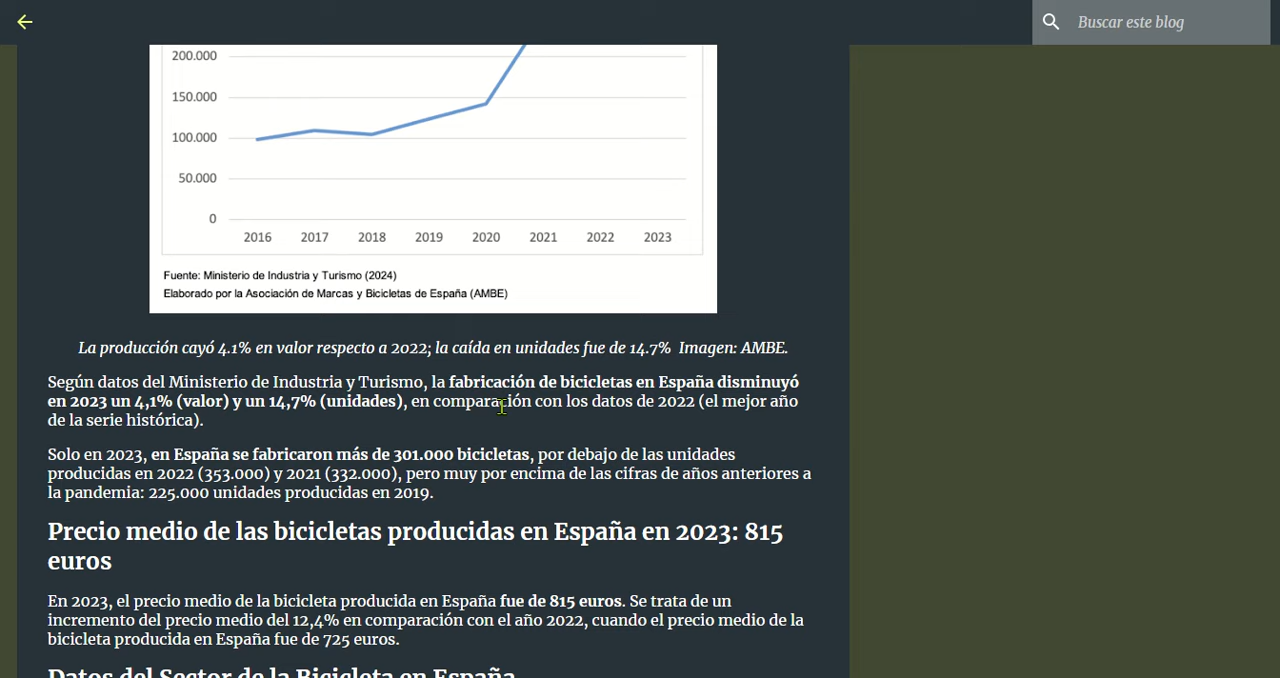 Buscar este blog
200.000
150.000
100.000
50.000
0
2016 2017 2018 2019 2020 2021 2022 2023
Fuente: Ministerio de Industria y Turismo (2024)
Elaborado por la Asociación de Marcas y Bicicletas de España (AMBE)
La producción cayó 4.1% en valor respecto a 2022; la caída en unidades fue de 14.7%  Imagen: AMBE.
Según datos del Ministerio de Industria y Turismo, la fabricación de bicicletas en España disminuyó
en 2023 un 4,1% (valor) y un 14,7% (unidades), en comparación con los datos de 2022 (el mejor año
de la serie histórica).
Solo en 2023, en España se fabricaron más de 301.000 bicicletas, por debajo de las unidades
producidas en 2022 (353.000) y 2021 (332.000), pero muy por encima de las cifras de años anteriores a
la pandemia: 225.000 unidades producidas en 2019.
Precio medio de las bicicletas producidas en España en 2023: 815
euros
En 2023, el precio medio de la bicicleta producida en España fue de 815 euros. Se trata de un
incremento del precio medio del 12,4% en comparación con el año 2022, cuando el precio medio de la
bicicleta producida en España fue de 725 euros.
Datos del Sector de la Bicicleta en España